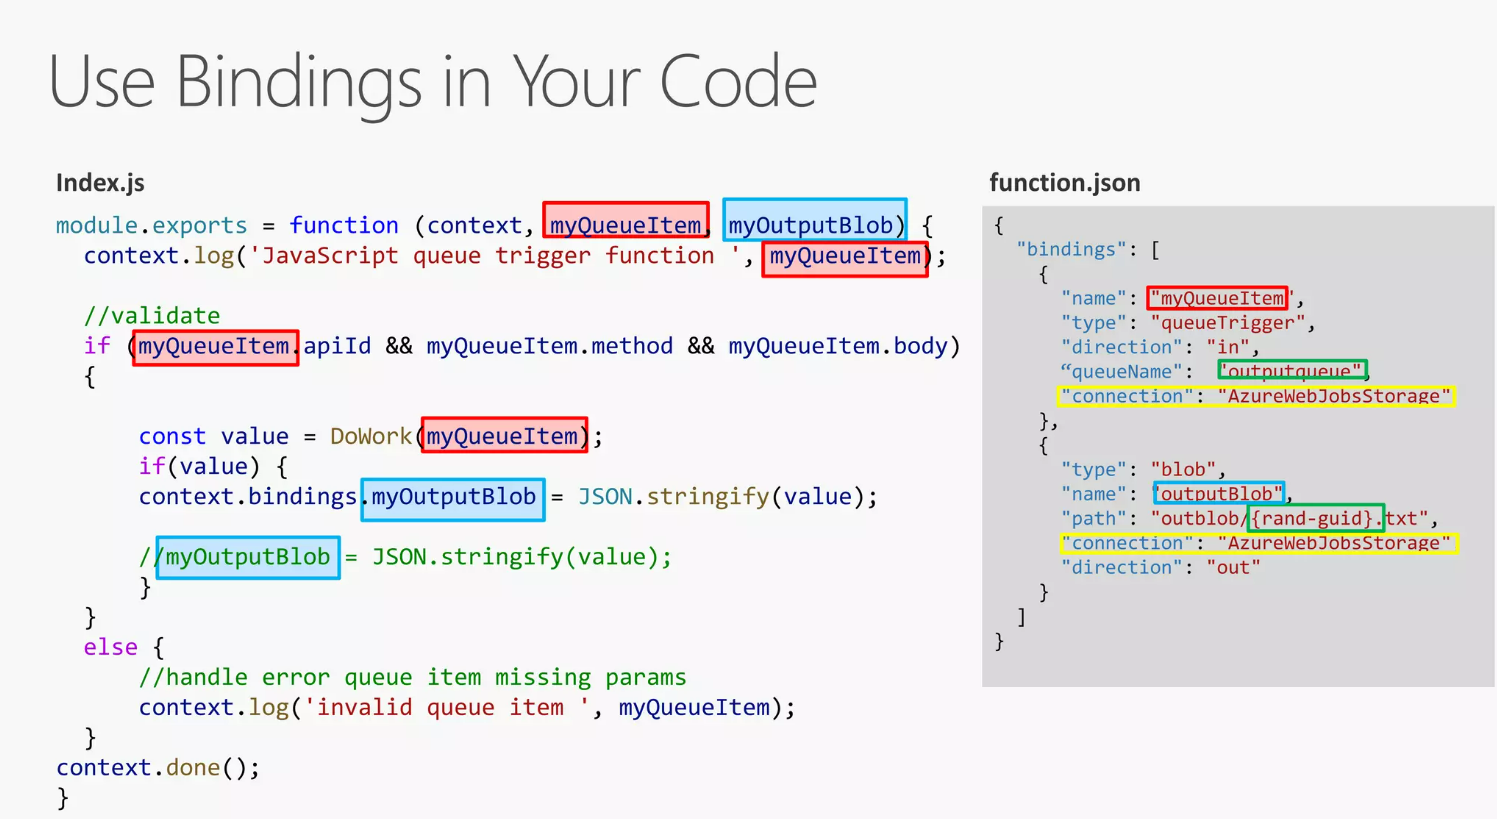 Use Bindings in Your Code
Index.js
module.exports = function (context, myQueueItem, myOutputBlob) {
context.log('JavaScript queue trigger function ', myQueueItem);
//validate
if (myQueueItem.apiId && myQueueItem.method && myQueueItem.body)
{
const value = DoWork(myQueueItem);
if(value) {
context.bindings.myOutputBlob = JSON.stringify(value);
//myOutputBlob = JSON.stringify(value);
}
}
else {
//handle error queue item missing params
context.log('invalid queue item ', myQueueItem);
}
context.done();
}
function.json
{
"bindings": [
{
"name": "myQueueItem",
"type": "queueTrigger",
"direction": "in",
“queueName": "outputqueue",
"connection": "AzureWebJobsStorage"
},
{
"type": "blob",
"name": "outputBlob",
"path": "outblob/{rand-guid}.txt",
"connection": "AzureWebJobsStorage"
"direction": "out"
}
]
}